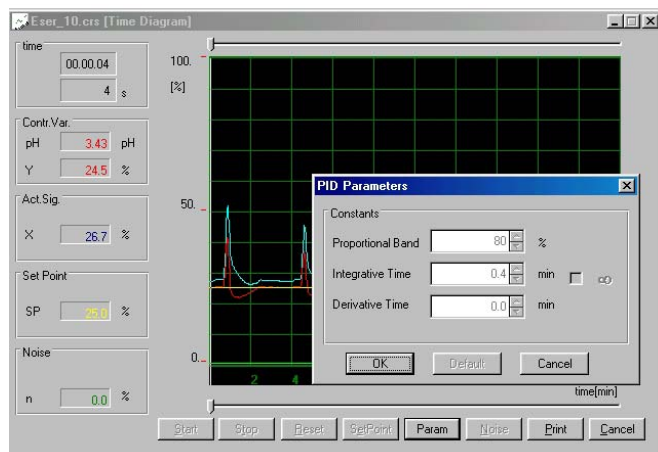 Eser_10.crs [Time Diagram]
time
00.00.04
4 s
Contr.Var.
pH 3.43 pH
Y 24.5 %
Act.Sig.
X 26.7 %
Set Point
SP 25.0 %
Noise
n 0.0 %
100.
[%]
50.
0.
2 4
time[min]
PID Parameters
Constants
Proportional Band 80 %
Integrative Time 0.4 min ∞
Derivative Time 0.0 min
OK Default Cancel
Start Stop Reset SetPoint Param Noise Print Cancel